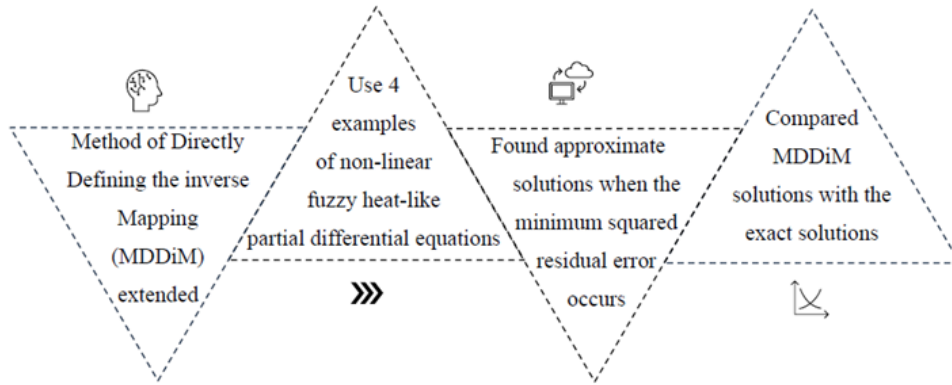 Method of Directly
Defining the inverse
Mapping
(MDDiM)
extended
Use 4
examples
of non-linear
fuzzy heat-like
partial differential equations
Found approximate
solutions when the
minimum squared
residual error
occurs
Compared
MDDiM
solutions with the
exact solutions